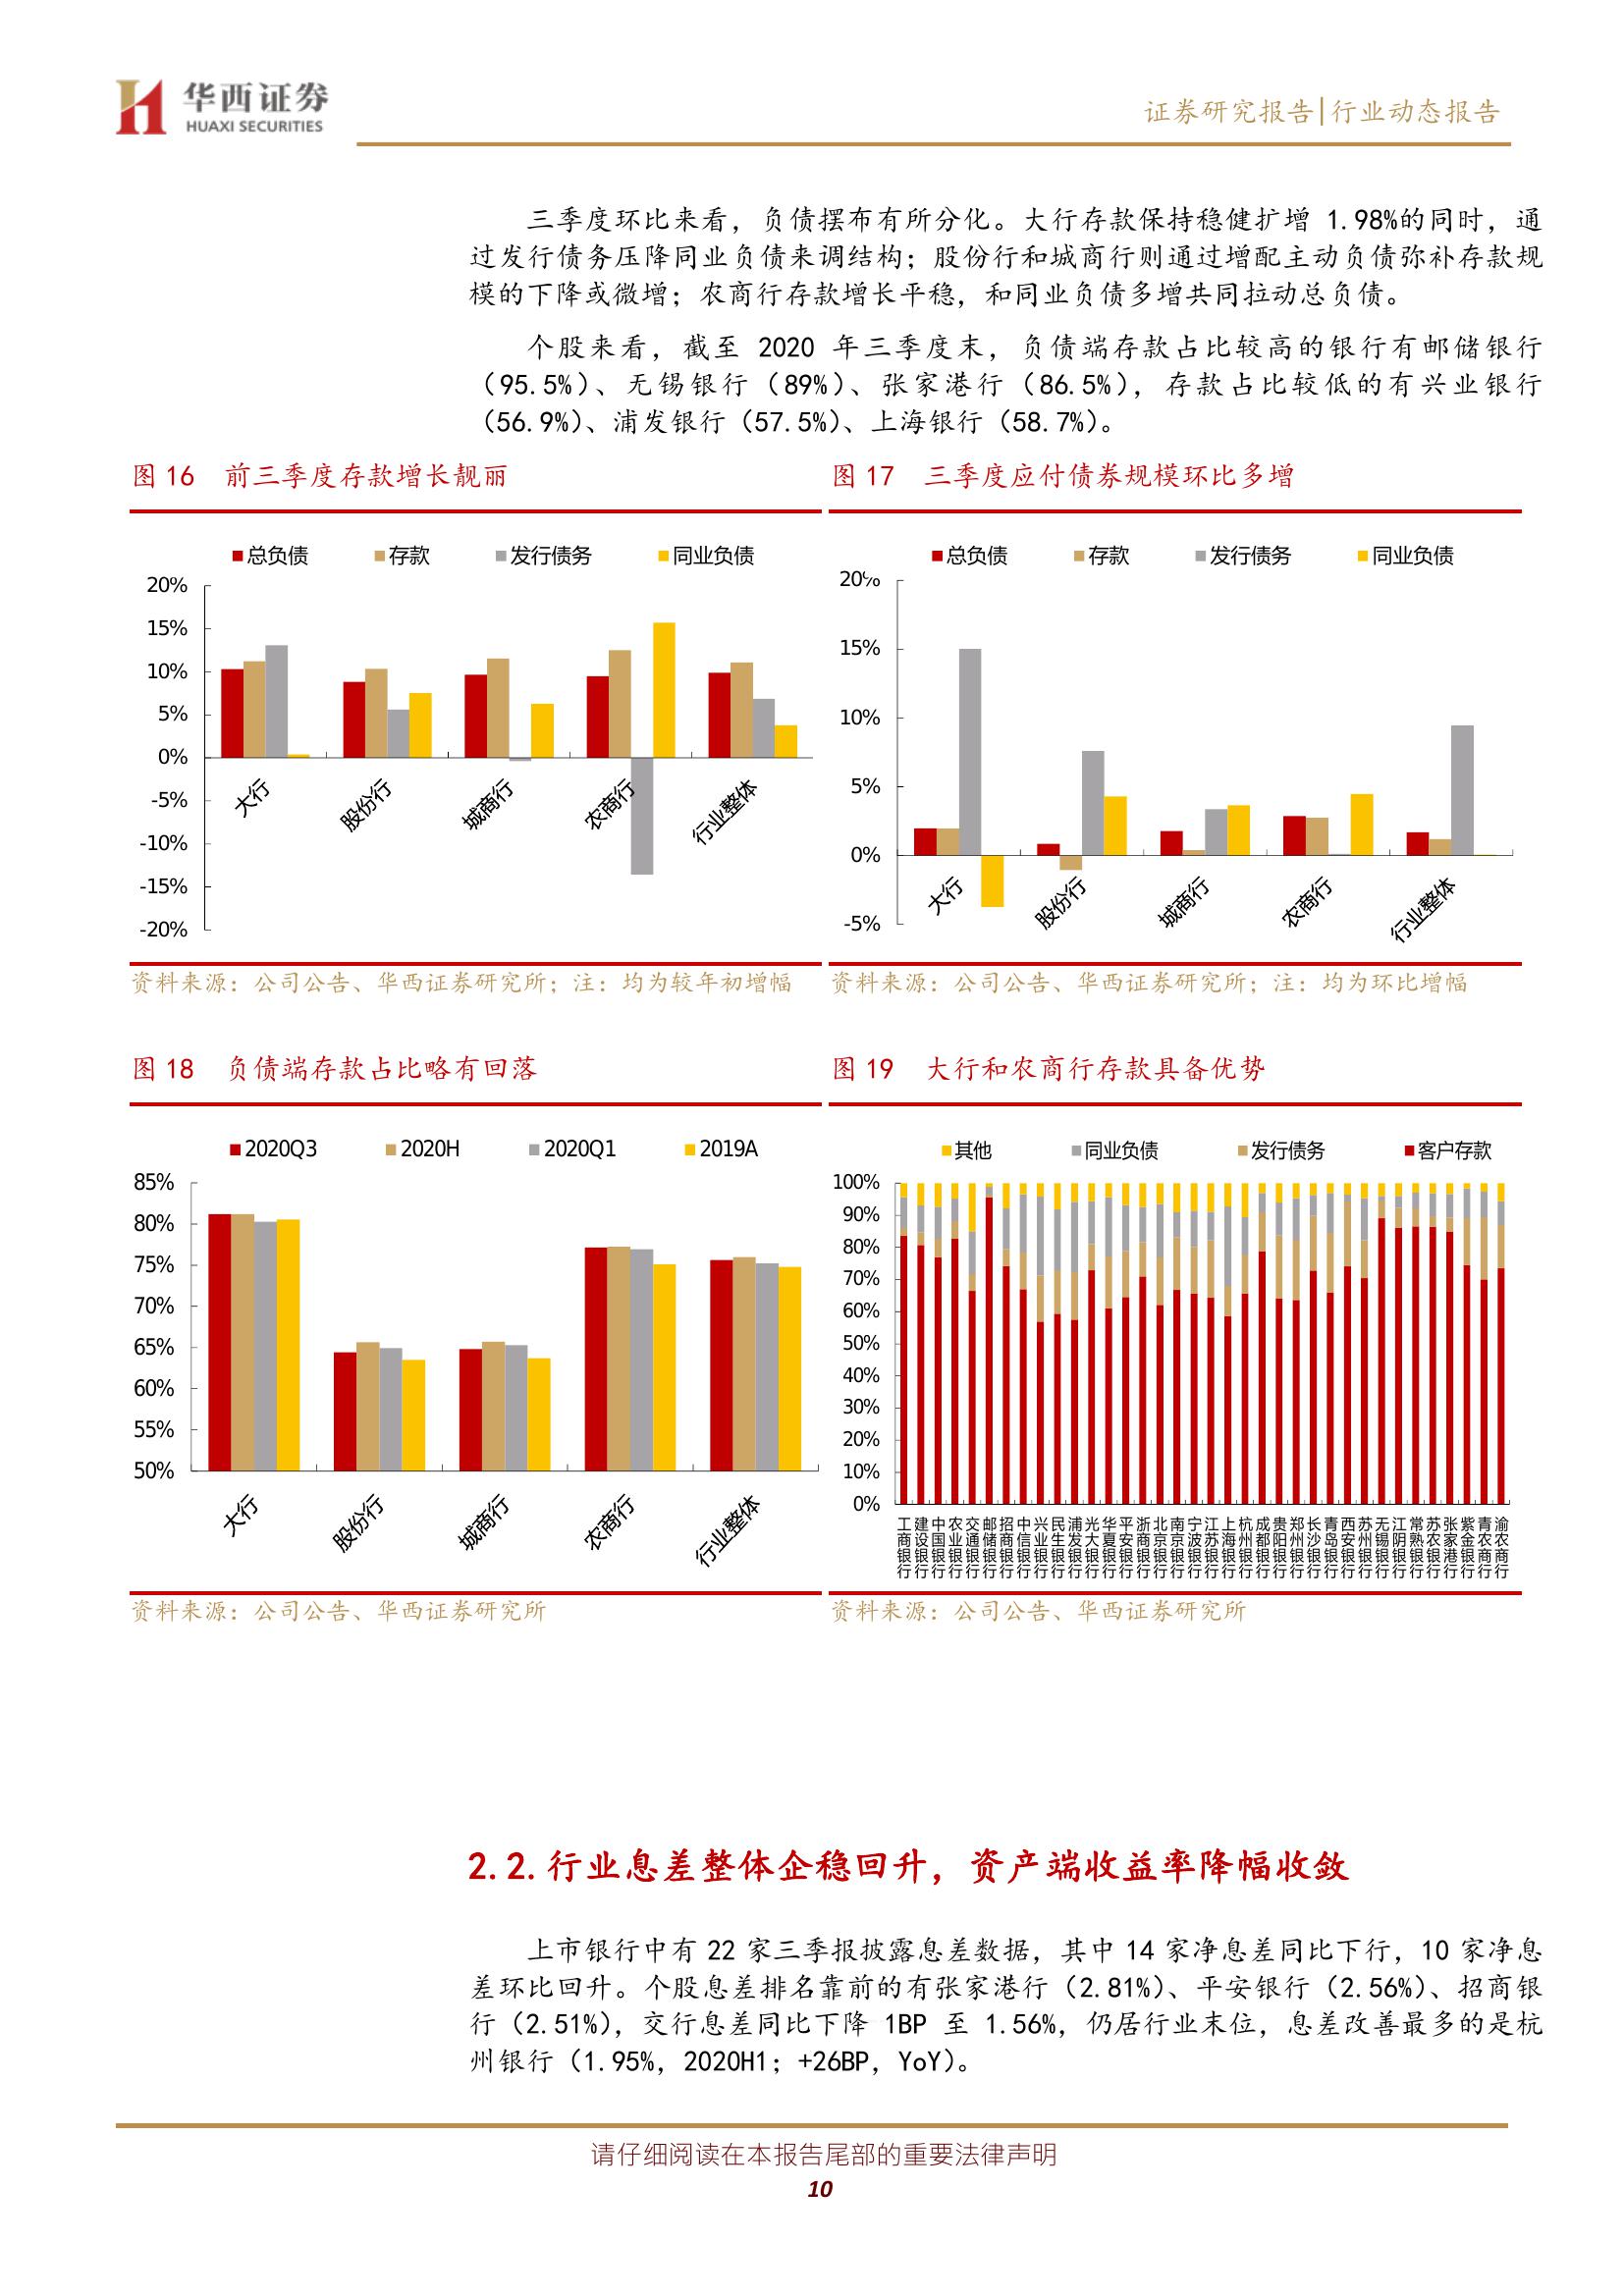 华西证券
HUAXI SECURITIES
证券研究报告|行业动态报告
三季度环比来看，负债摆布有所分化。大行存款保持稳健扩增 1.98%的同时，通
过发行债务压降同业负债来调结构；股份行和城商行则通过增配主动负债弥补存款规
模的下降或微增；农商行存款增长平稳，和同业负债多增共同拉动总负债。
个股来看，截至 2020 年三季度末，负债端存款占比较高的银行有邮储银行
（95.5%）、无锡银行（89%）、张家港行（86.5%），存款占比较低的有兴业银行
（56.9%）、浦发银行（57.5%）、上海银行（58.7%）。
图 16 前三季度存款增长靓丽
总负债 存款 发行债务 同业负债
20%
15%
10%
5%
0%
-5%
-10%
-15%
-20%
大行 股份行 城商行 农商行 行业整体
资料来源：公司公告、华西证券研究所；注：均为较年初增幅
图 17 三季度应付债券规模环比多增
总负债 存款 发行债务 同业负债
20%
15%
10%
5%
0%
-5%
大行 股份行 城商行 农商行 行业整体
资料来源：公司公告、华西证券研究所；注：均为环比增幅
图 18 负债端存款占比略有回落
2020Q3 2020H 2020Q1 2019A
85%
80%
75%
70%
65%
60%
55%
50%
大行 股份行 城商行 农商行 行业整体
资料来源：公司公告、华西证券研究所
图 19 大行和农商行存款具备优势
其他 同业负债 发行债务 客户存款
100%
90%
80%
70%
60%
50%
40%
30%
20%
10%
0%
工商银行 建设银行 中国银行 农业银行 交通银行 邮储银行 招商银行 中信银行 兴业银行 民生银行 浦发银行 光大银行 华夏银行 平安银行 浙商银行 北京银行 南京银行 宁波银行 江苏银行 上海银行 杭州银行 成都银行 贵阳银行 郑州银行 长沙银行 青岛银行 西安银行 苏州银行 无锡银行 江阴银行 常熟银行 苏农银行 张家港行 紫金银行 青农商行 渝农商行
资料来源：公司公告、华西证券研究所
2.2.行业息差整体企稳回升，资产端收益率降幅收敛
上市银行中有 22 家三季报披露息差数据，其中 14 家净息差同比下行，10 家净息
差环比回升。个股息差排名靠前的有张家港行（2.81%）、平安银行（2.56%）、招商银
行（2.51%），交行息差同比下降 1BP 至 1.56%，仍居行业末位，息差改善最多的是杭
州银行（1.95%，2020H1；+26BP，YoY）。
请仔细阅读在本报告尾部的重要法律声明
10